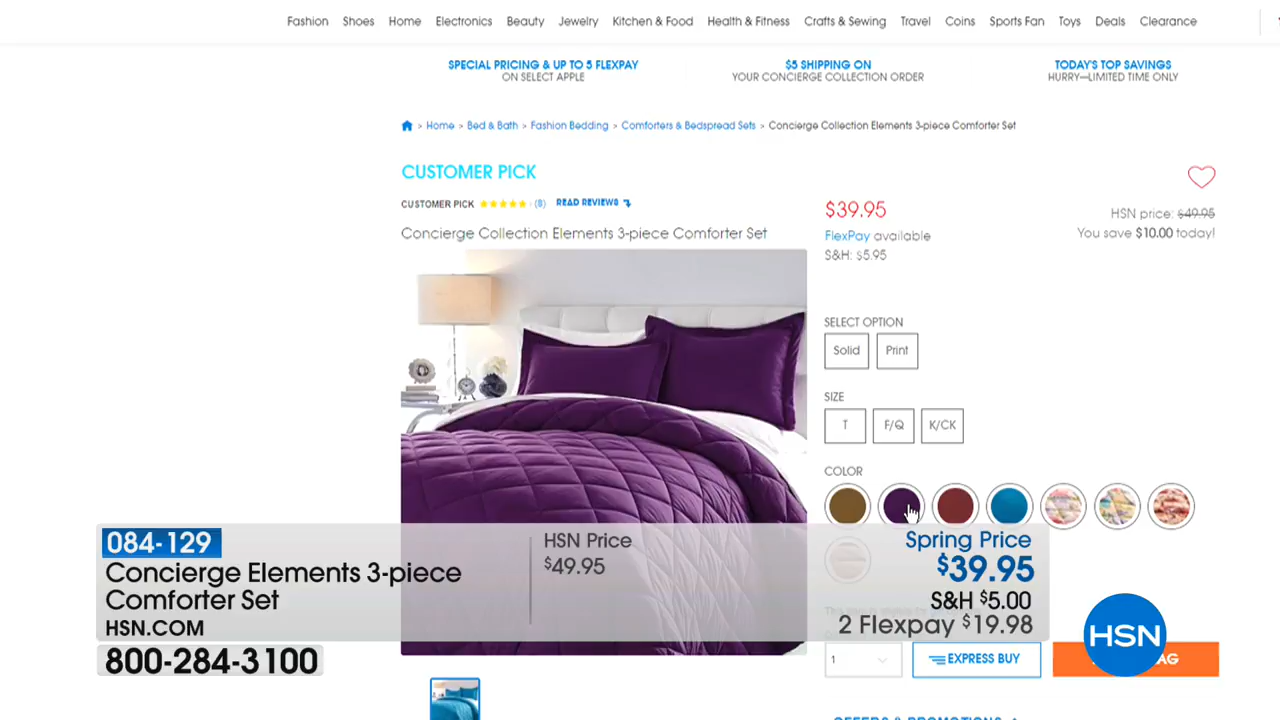 Fashion Shoes Home Electronics Beauty Jewelry Kitchen & Food Health & Fitness Crafts & Sewing Travel Coins Sports Fan Toys Deals Clearance
SPECIAL PRICING & UP TO 5 FLEXPAY
ON SELECT APPLE
$5 SHIPPING ON
YOUR CONCIERGE COLLECTION ORDER
TODAY'S TOP SAVINGS
HURRY—LIMITED TIME ONLY
> Home > Bed & Bath > Fashion Bedding > Comforters & Bedspread Sets > Concierge Collection Elements 3-piece Comforter Set
CUSTOMER PICK
CUSTOMER PICK (8) READ REVIEWS
Concierge Collection Elements 3-piece Comforter Set
$39.95
FlexPay available
S&H: $5.95
HSN price: $49.95
You save $10.00 today!
SELECT OPTION
Solid Print
SIZE
T F/Q K/CK
COLOR
084-129
Concierge Elements 3-piece
Comforter Set
HSN.COM
800-284-3100
HSN Price
$49.95
Spring Price
$39.95
S&H $5.00
2 Flexpay $19.98
1
EXPRESS BUY
HSN
OFFERS & PROMOTIONS